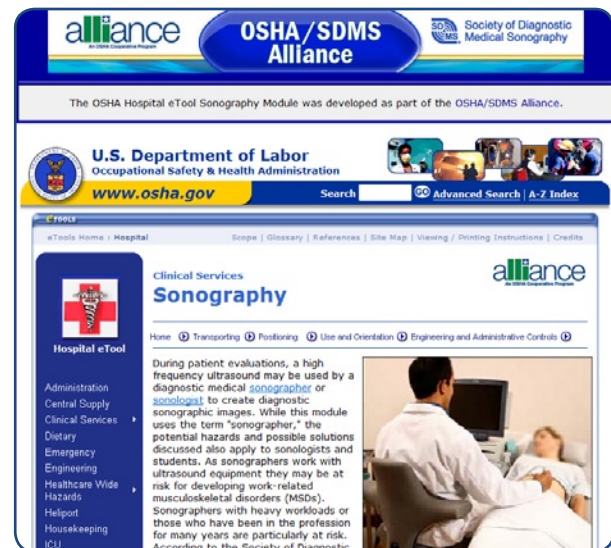 alliance
An OSHA Cooperative Program
OSHA/SDMS
Alliance
SDMS
Society of Diagnostic
Medical Sonography
The OSHA Hospital eTool Sonography Module was developed as part of the OSHA/SDMS Alliance.
U.S. Department of Labor
Occupational Safety & Health Administration
www.osha.gov
Search GO Advanced Search | A-Z Index
eTOOLS
eTools Home : Hospital
Scope | Glossary | References | Site Map | Viewing / Printing Instructions | Credits
Hospital eTool
Administration
Central Supply
Clinical Services
Dietary
Emergency
Engineering
Healthcare Wide
Hazards
Heliport
Housekeeping
ICU
Clinical Services
Sonography
alliance
An OSHA Cooperative Program
Home Transporting Positioning Use and Orientation Engineering and Administrative Controls
During patient evaluations, a high
frequency ultrasound may be used by a
diagnostic medical sonographer or
sonologist to create diagnostic
sonographic images. While this module
uses the term "sonographer," the
potential hazards and possible solutions
discussed also apply to sonologists and
students. As sonographers work with
ultrasound equipment they may be at
risk for developing work-related
musculoskeletal disorders (MSDs).
Sonographers with heavy workloads or
those who have been in the profession
for many years are particularly at risk.
According to the Society of Diagnostic